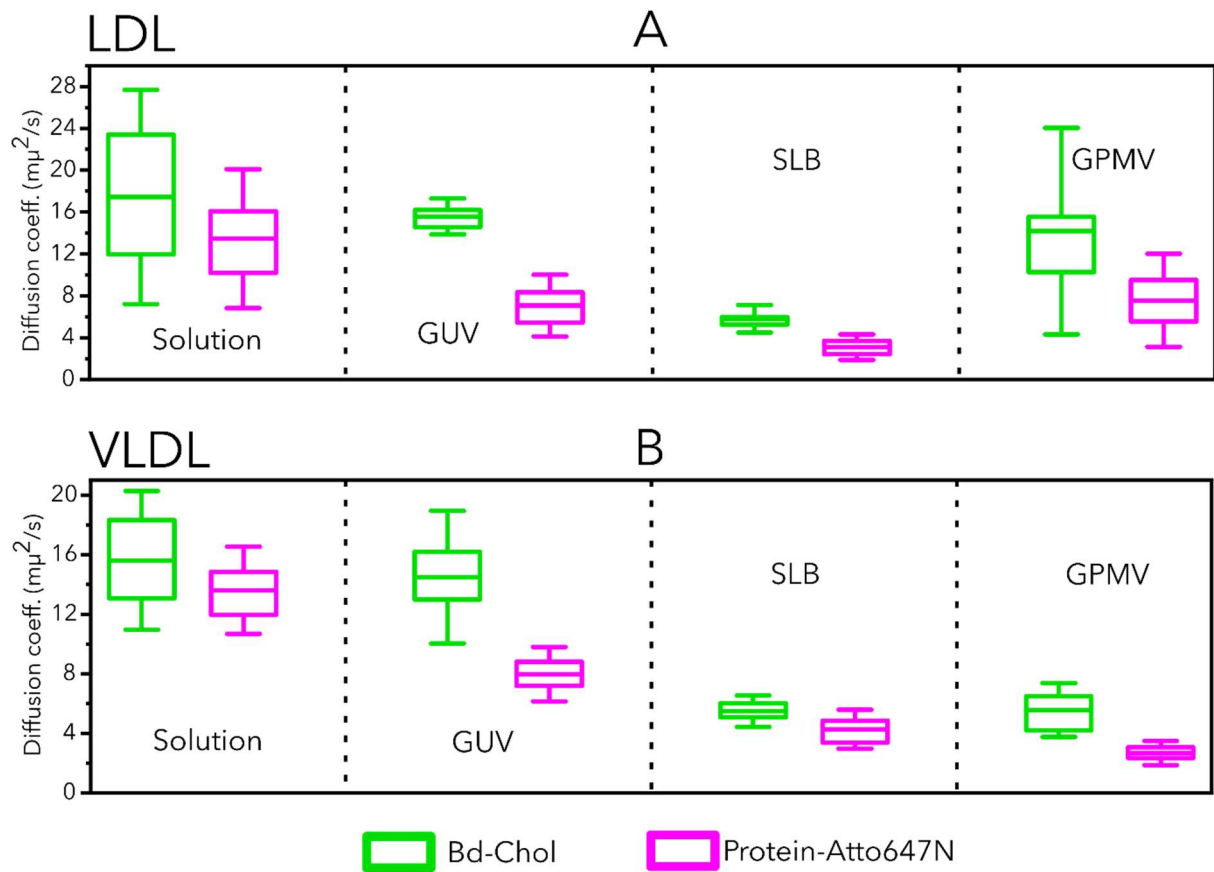 LDL
A
Diffusion coeff. (mμ²/s)
28
24
20
16
12
8
4
0
Solution
GUV
SLB
GPMV
VLDL
B
Diffusion coeff. (mμ²/s)
20
16
12
8
4
0
Solution
GUV
SLB
GPMV
Bd-Chol
Protein-Atto647N